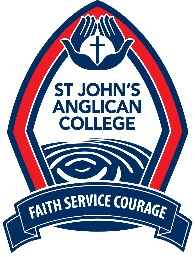 ST JOHN'S
ANGLICAN
COLLEGE
FAITH SERVICE COURAGE